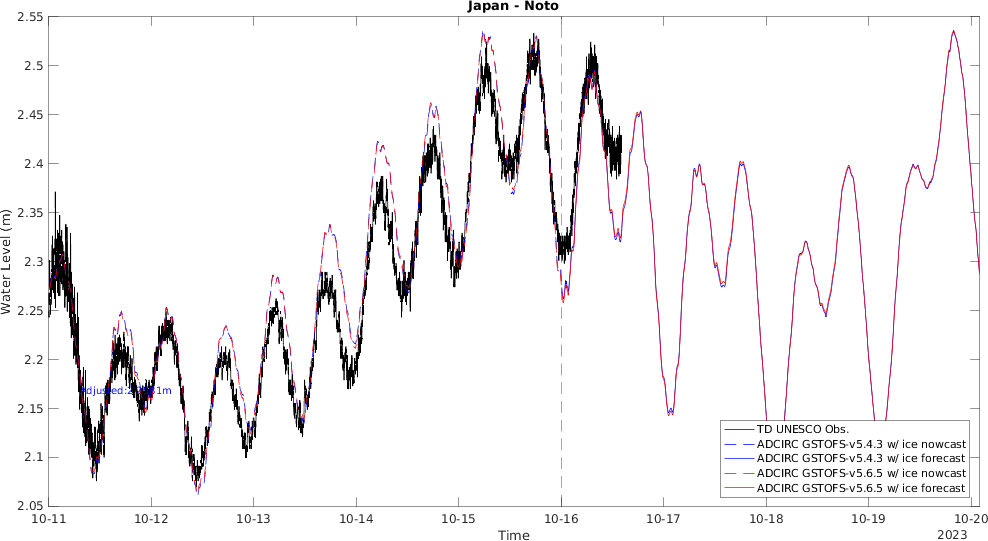 Japan - Noto
2.55
2.5
2.45
2.4
2.35
2.3
2.25
2.2
2.15
2.1
2.05
Water Level (m)
10-11
10-12
10-13
10-14
10-15
10-16
10-17
10-18
10-19
10-20
Time
2023
TD UNESCO Obs.
ADCIRC GSTOFS-v5.4.3 w/ ice nowcast
ADCIRC GSTOFS-v5.4.3 w/ ice forecast
ADCIRC GSTOFS-v5.6.5 w/ ice nowcast
ADCIRC GSTOFS-v5.6.5 w/ ice forecast